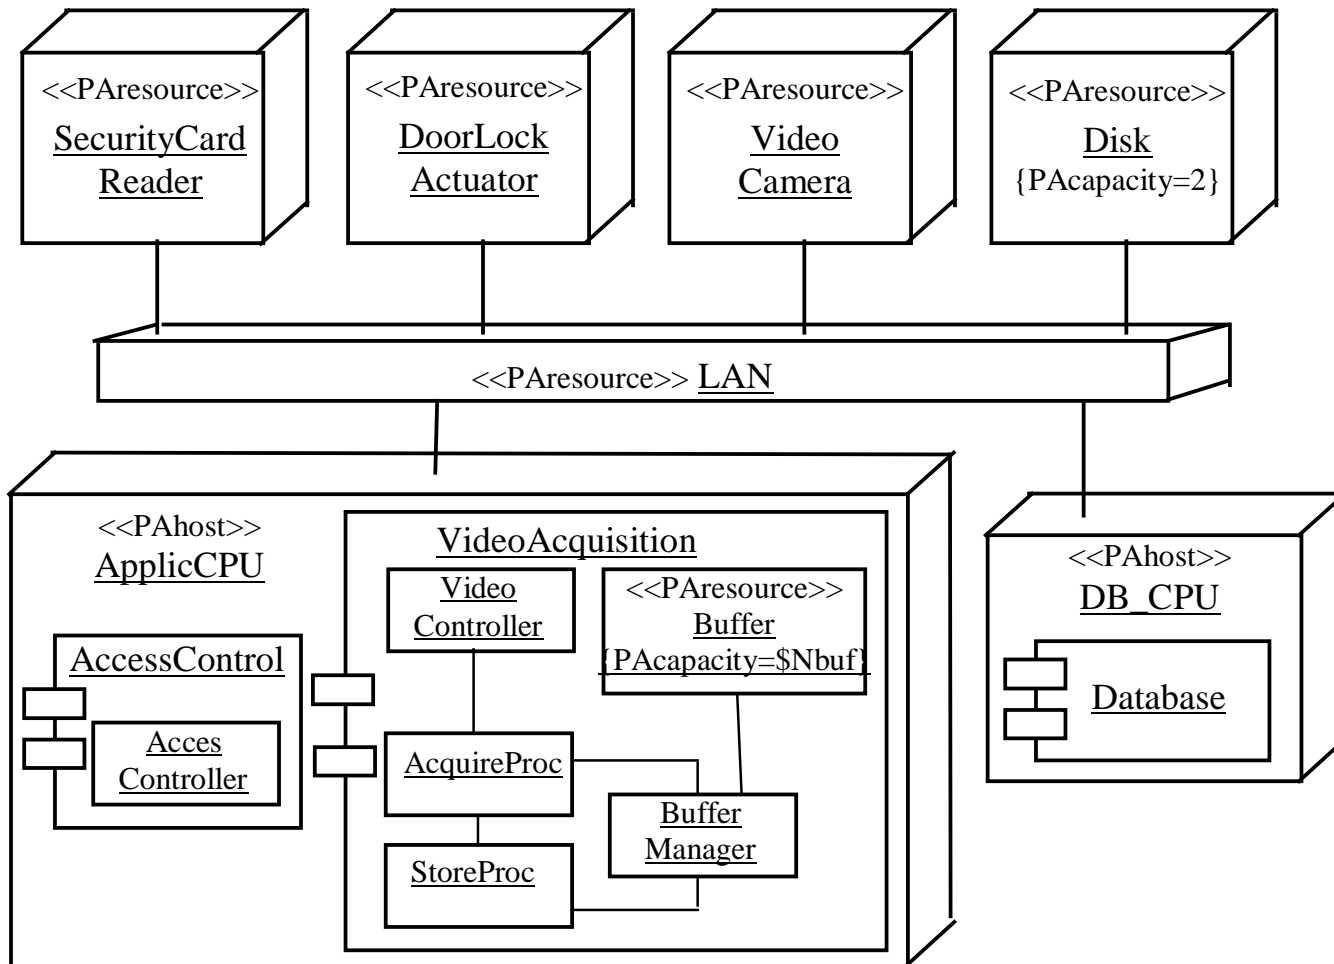 <<PAresource>>
SecurityCard
Reader
<<PAresource>>
DoorLock
Actuator
<<PAresource>>
Video
Camera
<<PAresource>>
Disk
{PAcapacity=2}
<<PAresource>> LAN
<<PAhost>>
ApplicCPU
AccessControl
Acces
Controller
VideoAcquisition
Video
Controller
<<PAresource>>
Buffer
{PAcapacity=$Nbuf}
AcquireProc
Buffer
Manager
StoreProc
<<PAhost>>
DB_CPU
Database